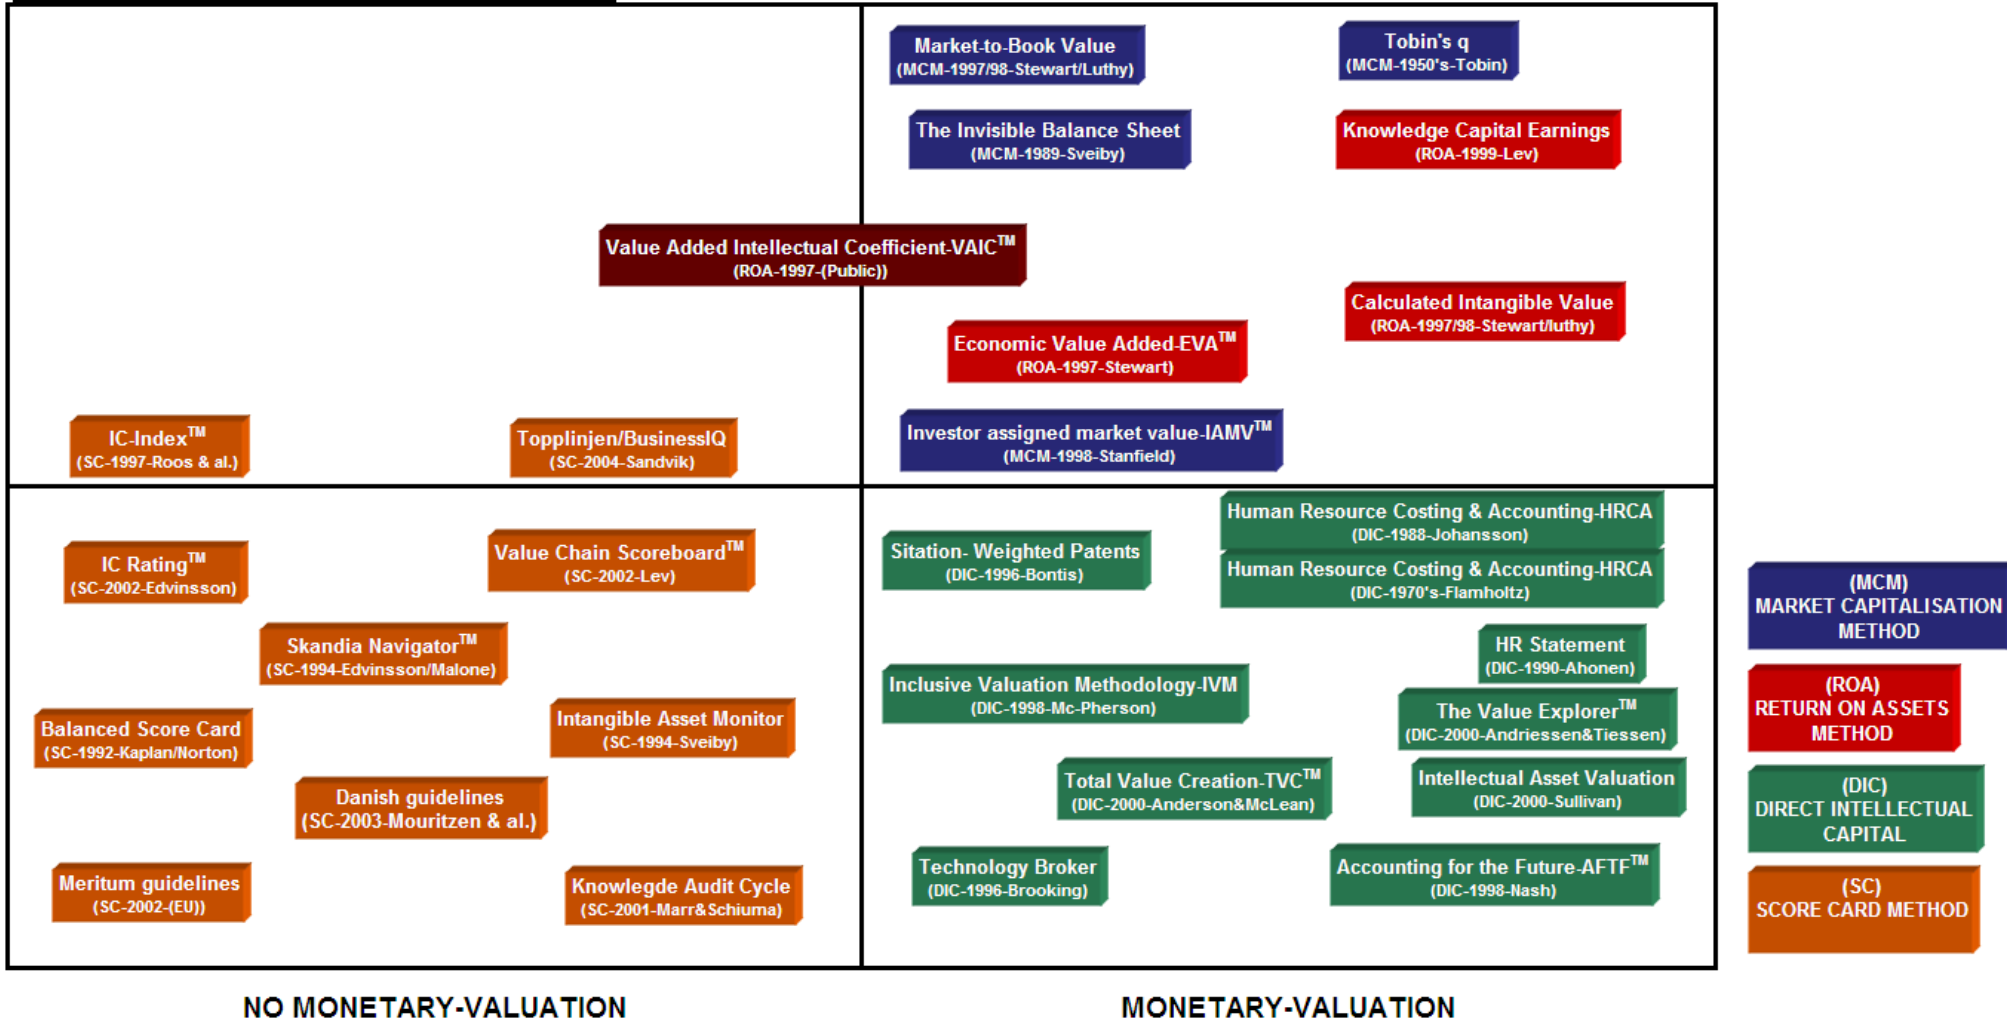 Market-to-Book Value
(MCM-1997/98-Stewart/Luthy)
Tobin's q
(MCM-1950's-Tobin)
The Invisible Balance Sheet
(MCM-1989-Sveiby)
Knowledge Capital Earnings
(ROA-1999-Lev)
Value Added Intellectual Coefficient-VAIC™
(ROA-1997-(Public))
Calculated Intangible Value
(ROA-1997/98-Stewart/luthy)
Economic Value Added-EVA™
(ROA-1997-Stewart)
IC-Index™
(SC-1997-Roos & al.)
Topplinjen/BusinessIQ
(SC-2004-Sandvik)
Investor assigned market value-IAMV™
(MCM-1998-Stanfield)
IC Rating™
(SC-2002-Edvinsson)
Value Chain Scoreboard™
(SC-2002-Lev)
Skandia Navigator™
(SC-1994-Edvinsson/Malone)
Balanced Score Card
(SC-1992-Kaplan/Norton)
Intangible Asset Monitor
(SC-1994-Sveiby)
Danish guidelines
(SC-2003-Mouritzen & al.)
Meritum guidelines
(SC-2002-(EU))
Knowlegde Audit Cycle
(SC-2001-Marr&Schiuma)
Sitation- Weighted Patents
(DIC-1996-Bontis)
Human Resource Costing & Accounting-HRCA
(DIC-1988-Johansson)
Human Resource Costing & Accounting-HRCA
(DIC-1970's-Flamholtz)
HR Statement
(DIC-1990-Ahonen)
Inclusive Valuation Methodology-IVM
(DIC-1998-Mc-Pherson)
The Value Explorer™
(DIC-2000-Andriessen&Tiessen)
Total Value Creation-TVC™
(DIC-2000-Anderson&McLean)
Intellectual Asset Valuation
(DIC-2000-Sullivan)
Technology Broker
(DIC-1996-Brooking)
Accounting for the Future-AFTF™
(DIC-1998-Nash)
(MCM)
MARKET CAPITALISATION
METHOD
(ROA)
RETURN ON ASSETS
METHOD
(DIC)
DIRECT INTELLECTUAL
CAPITAL
(SC)
SCORE CARD METHOD
NO MONETARY-VALUATION
MONETARY-VALUATION